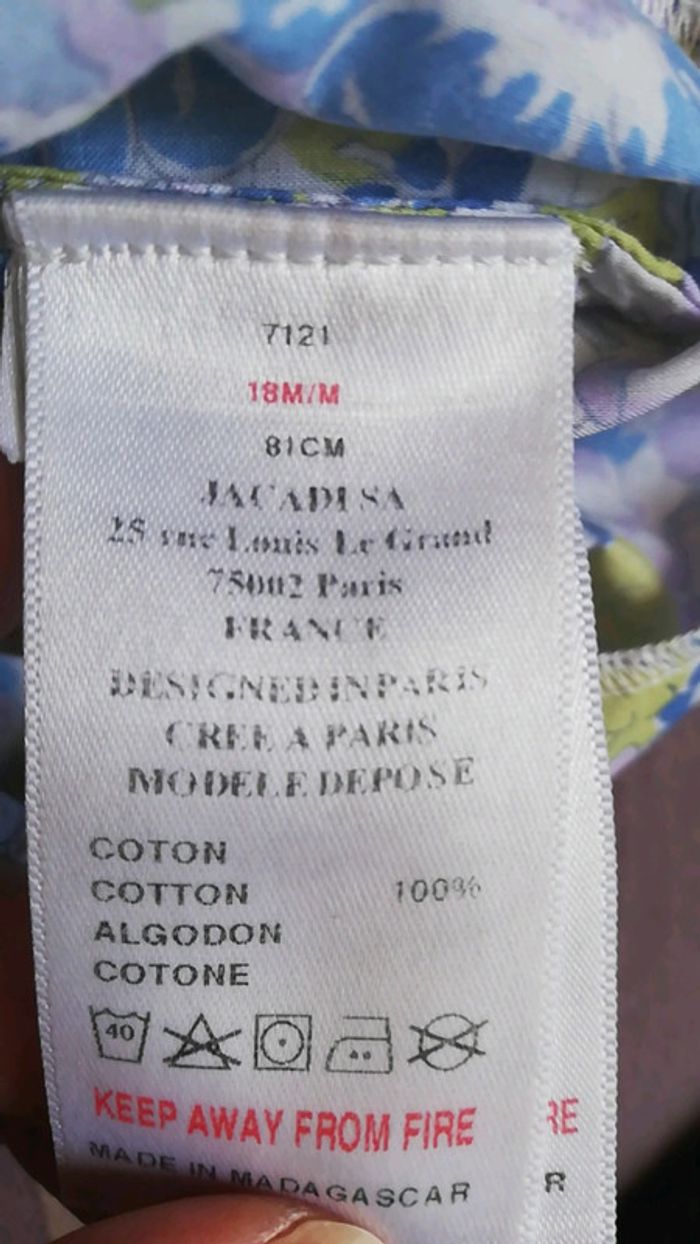 7121
18M/M
81CM
JACADI SA
25 rue Louis Le Grand
75002 Paris
FRANCE
DESIGNED IN PARIS
CREE A PARIS
MODELE DEPOSE
COTON
COTTON 100%
ALGODON
COTONE
40
KEEP AWAY FROM FIRE
MADE IN MADAGASCAR
RE
R